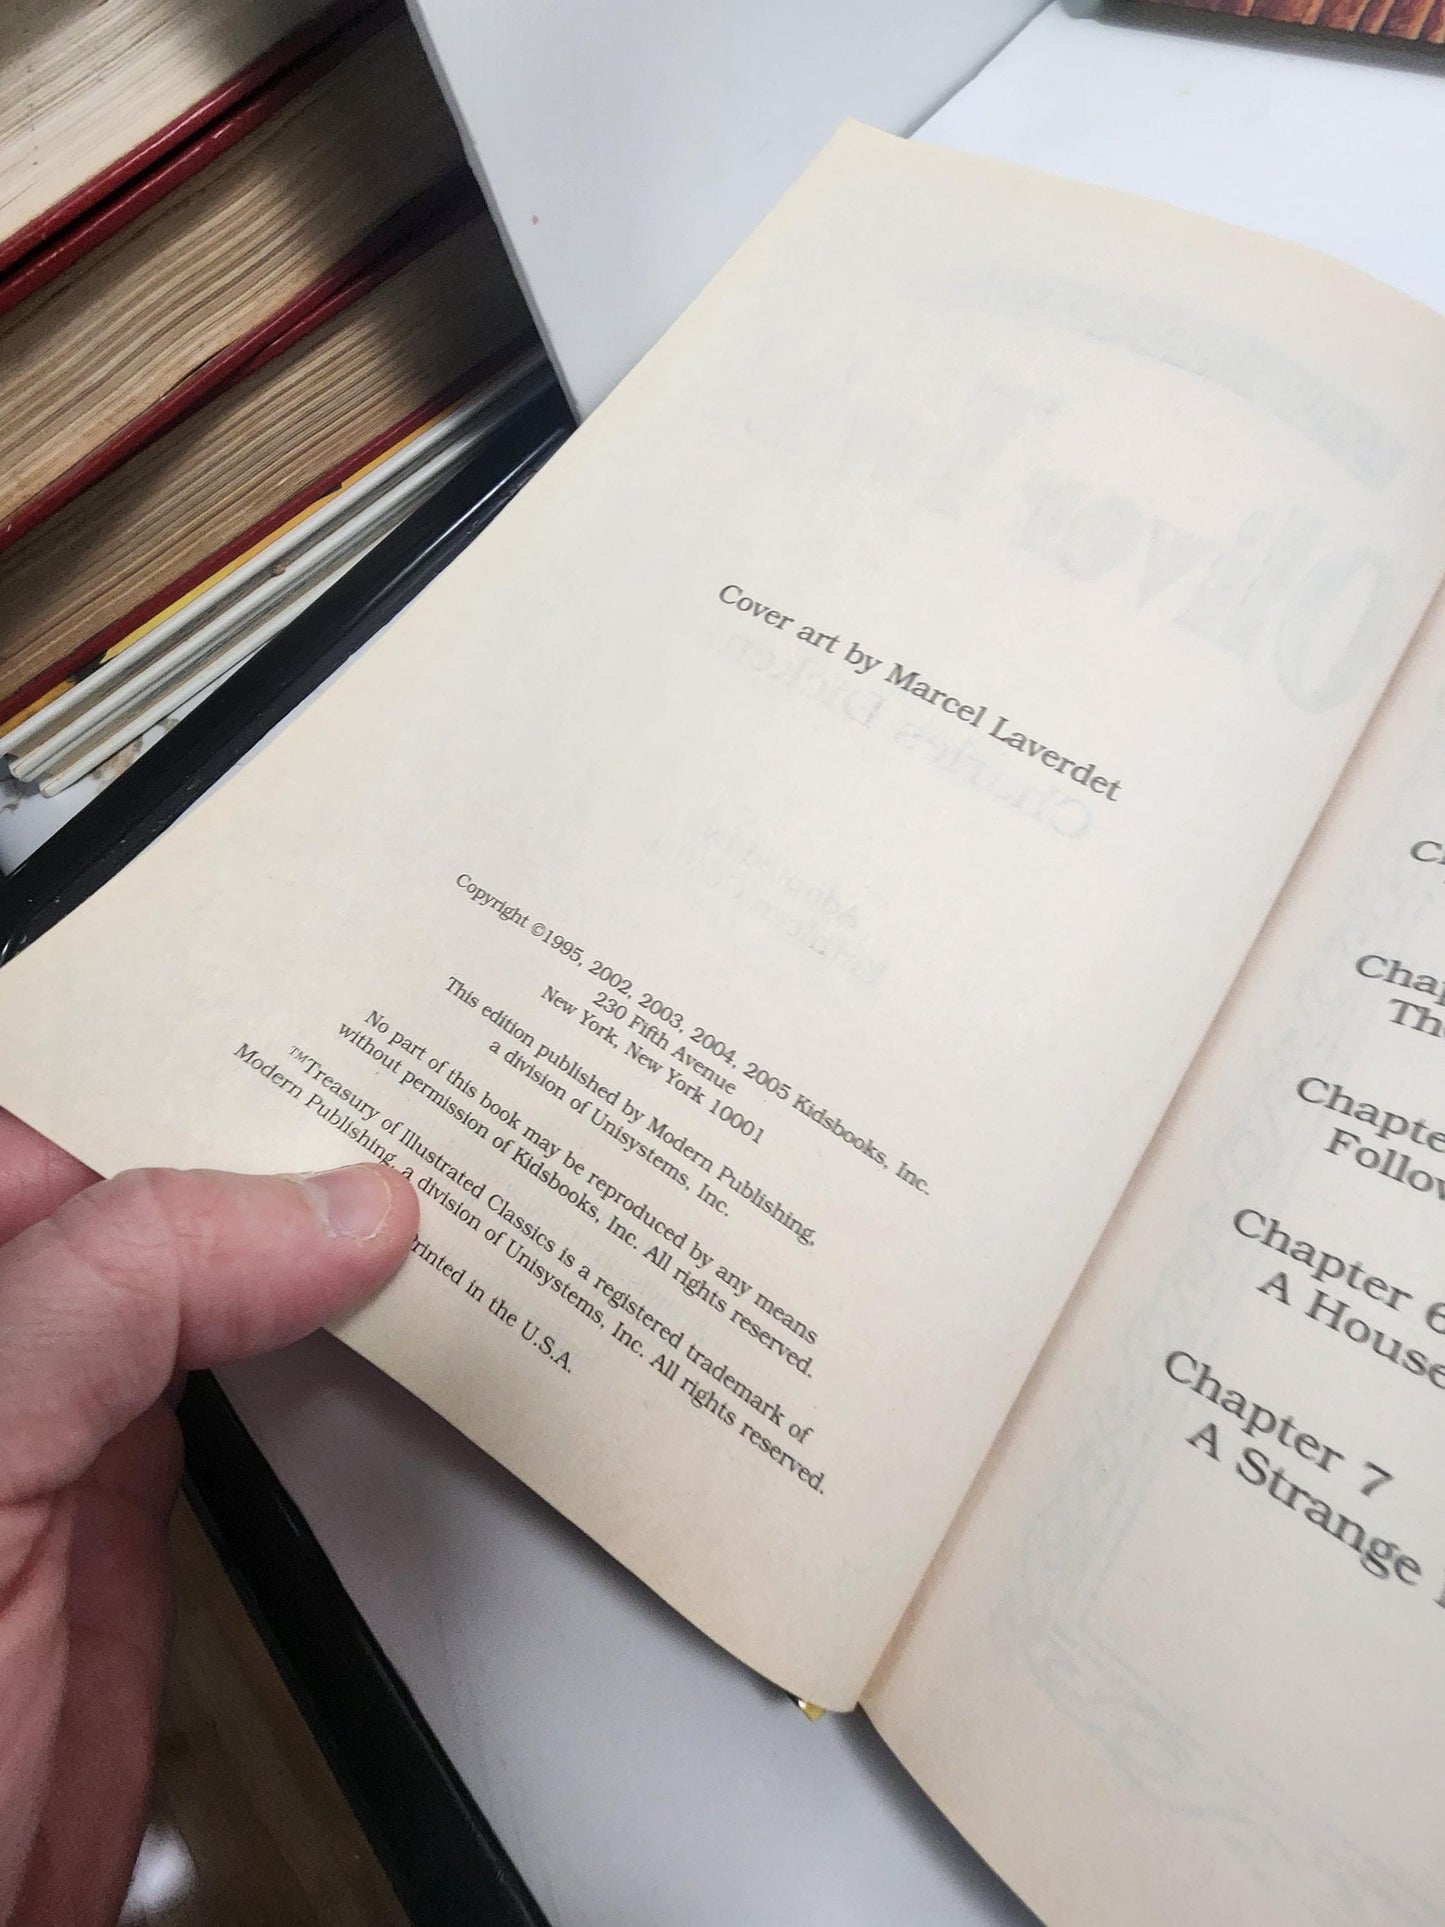 Cover art by Marcel Laverdet
Copyright ©1995, 2002, 2003, 2004, 2005 Kidsbooks, Inc.
230 Fifth Avenue
New York, New York 10001
This edition published by Modern Publishing,
a division of Unisystems, Inc.
No part of this book may be reproduced by any means
without permission of Kidsbooks, Inc. All rights reserved.
™Treasury of Illustrated Classics is a registered trademark of
Modern Publishing, a division of Unisystems, Inc. All rights reserved.
Printed in the U.S.A.
Chapter 6
A House
Chapter 7
A Strange